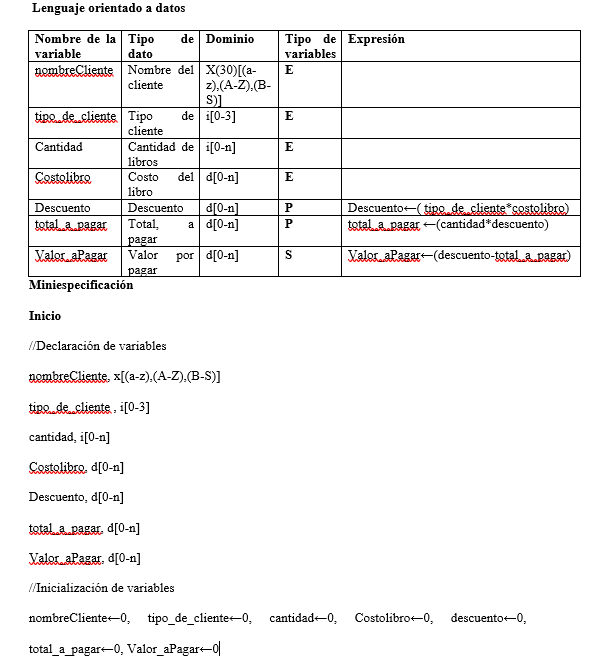 Lenguaje orientado a datos
Nombre de la variable | Tipo de dato | Dominio | Tipo de variables | Expresión
nombreCliente | Nombre del cliente | X(30)[(a-z),(A-Z),(B-S)] | E
tipo_de_cliente | Tipo de cliente | i[0-3] | E
Cantidad | Cantidad de libros | i[0-n] | E
Costolibro | Costo del libro | d[0-n] | E
Descuento | Descuento | d[0-n] | P | Descuento←( tipo_de_cliente*costolibro)
total_a_pagar | Total, a pagar | d[0-n] | P | total_a_pagar ←(cantidad*descuento)
Valor_aPagar | Valor por pagar | d[0-n] | S | Valor_aPagar←(descuento-total_a_pagar)
Miniespecificación
Inicio
//Declaración de variables
nombreCliente, x[(a-z),(A-Z),(B-S)]
tipo_de_cliente , i[0-3]
cantidad, i[0-n]
Costolibro, d[0-n]
Descuento, d[0-n]
total_a_pagar, d[0-n]
Valor_aPagar, d[0-n]
//Inicialización de variables
nombreCliente←0, tipo_de_cliente←0, cantidad←0, Costolibro←0, descuento←0,
total_a_pagar←0, Valor_aPagar←0